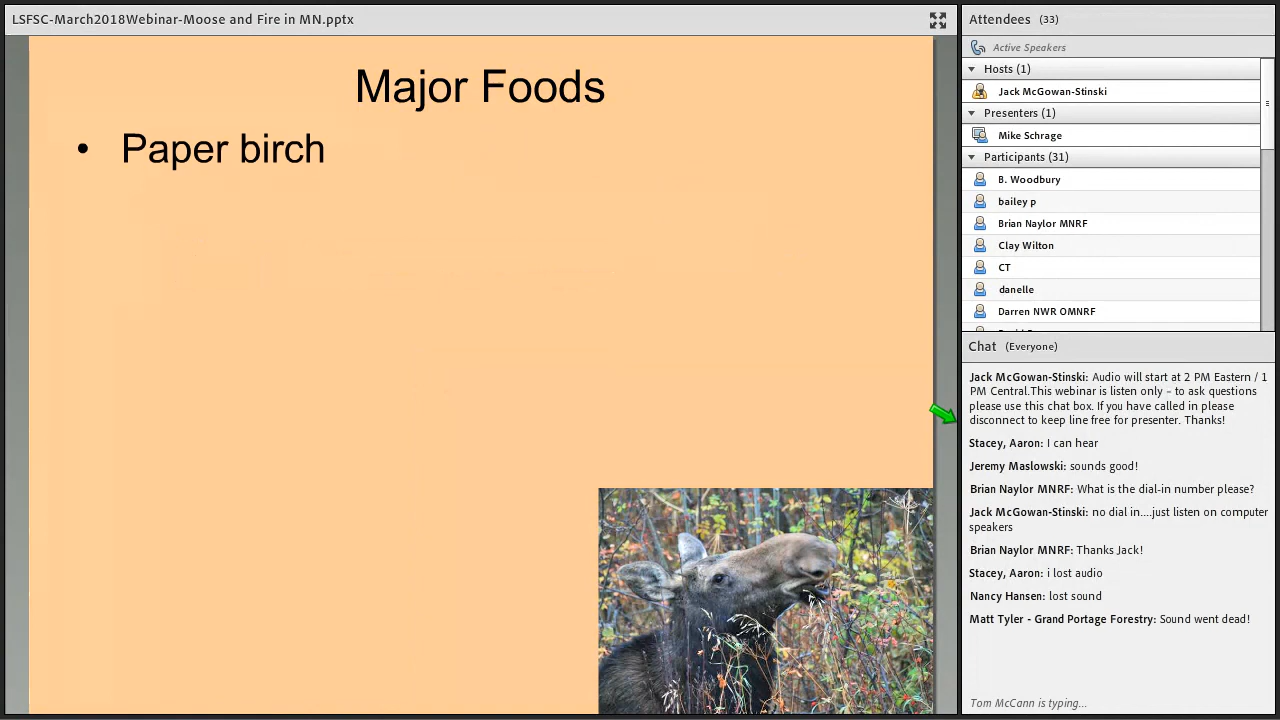 LSFSC-March2018Webinar-Moose and Fire in MN.pptx
Major Foods
• Paper birch
Attendees (33)
Active Speakers
Hosts (1)
Jack McGowan-Stinski
Presenters (1)
Mike Schrage
Participants (31)
B. Woodbury
bailey p
Brian Naylor MNRF
Clay Wilton
CT
danelle
Darren NWR OMNRF
Chat (Everyone)
Jack McGowan-Stinski: Audio will start at 2 PM Eastern / 1
PM Central.This webinar is listen only – to ask questions
please use this chat box. If you have called in please
disconnect to keep line free for presenter. Thanks!
Stacey, Aaron: I can hear
Jeremy Maslowski: sounds good!
Brian Naylor MNRF: What is the dial-in number please?
Jack McGowan-Stinski: no dial in....just listen on computer
speakers
Brian Naylor MNRF: Thanks Jack!
Stacey, Aaron: i lost audio
Nancy Hansen: lost sound
Matt Tyler - Grand Portage Forestry: Sound went dead!
Tom McCann is typing...